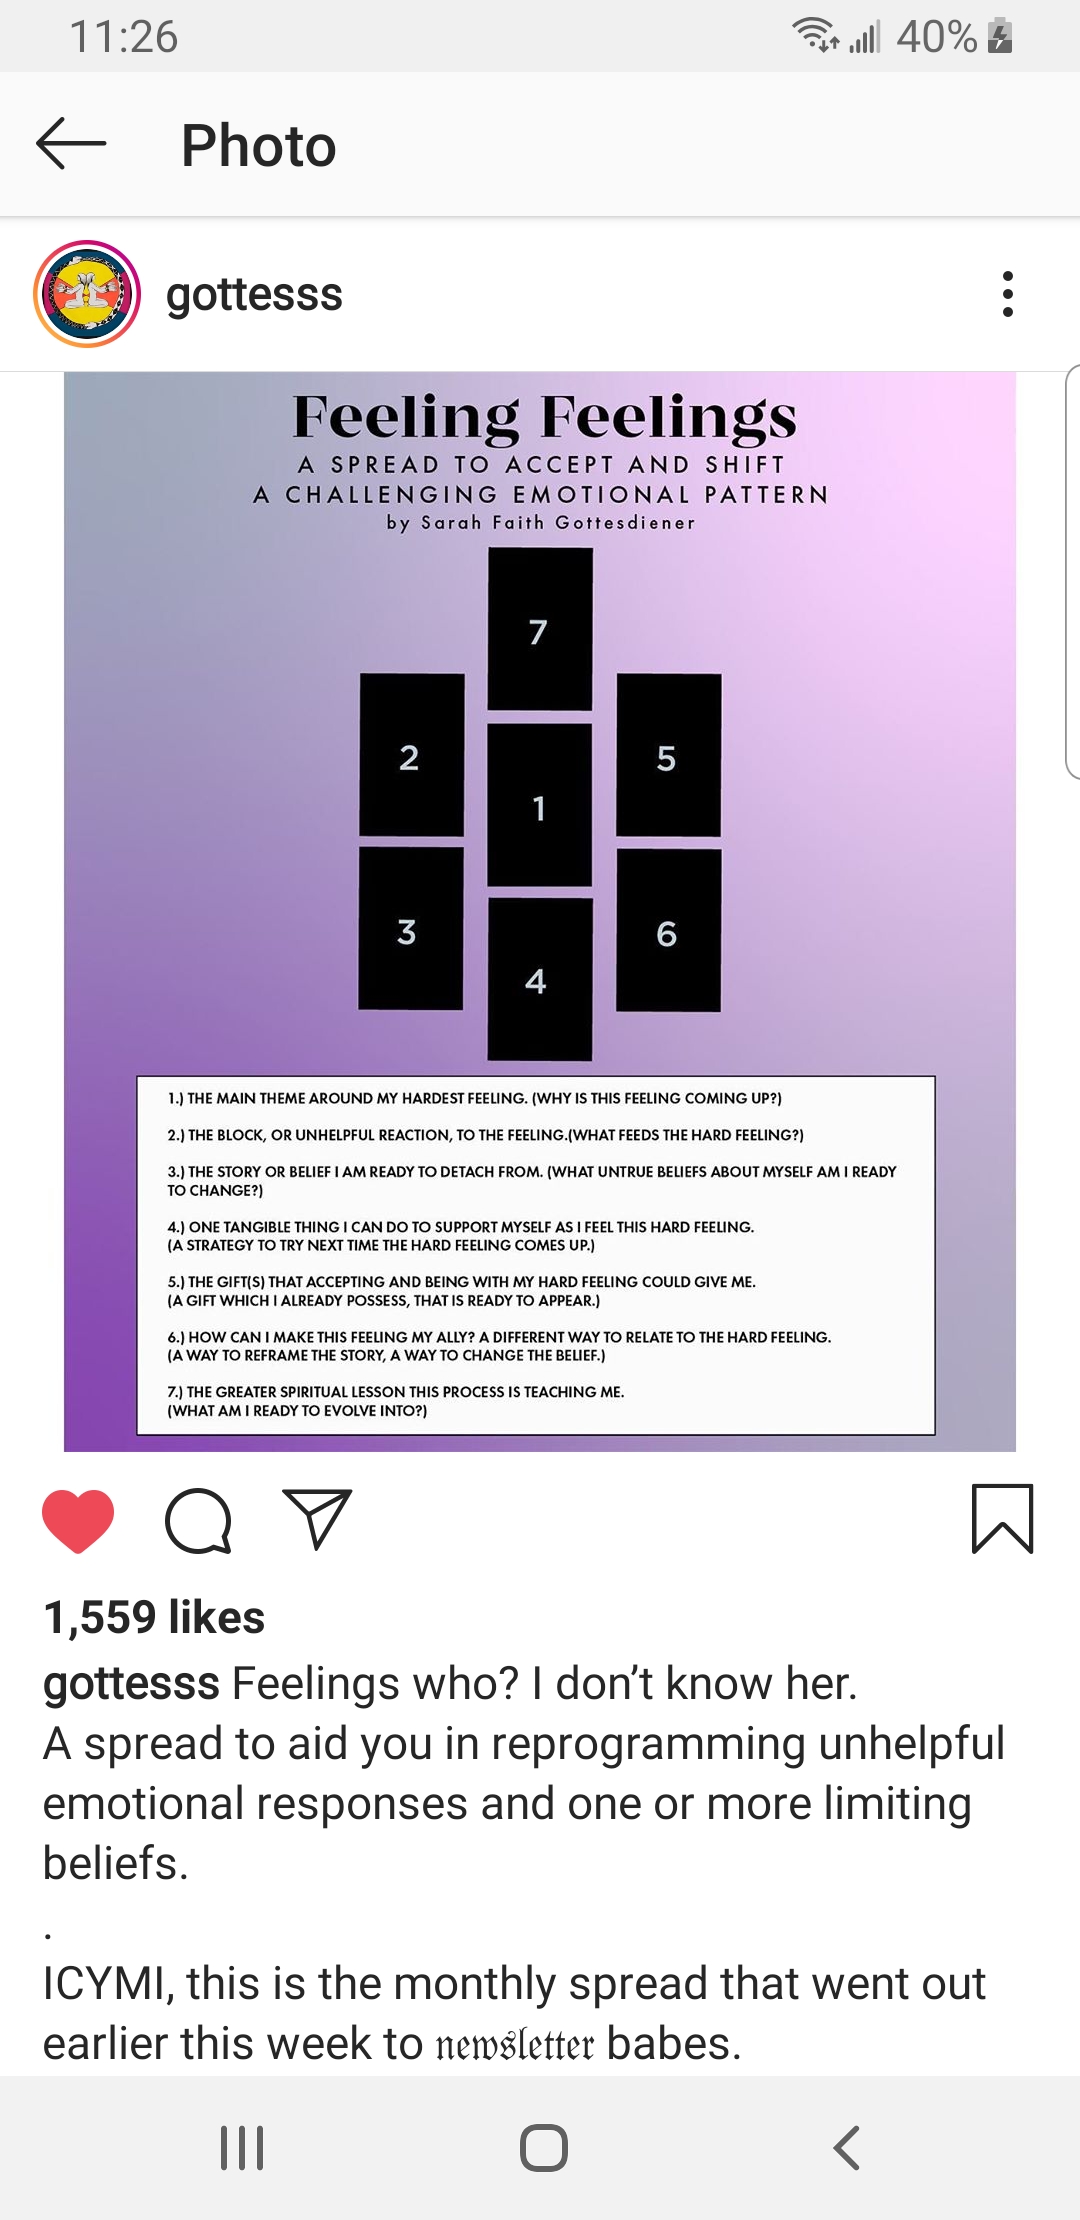 11:26
40%
Photo
gottesss
Feeling Feelings
A SPREAD TO ACCEPT AND SHIFT
A CHALLENGING EMOTIONAL PATTERN
by Sarah Faith Gottesdiener
7
2
5
1
3
6
4
1.) THE MAIN THEME AROUND MY HARDEST FEELING. (WHY IS THIS FEELING COMING UP?)
2.) THE BLOCK, OR UNHELPFUL REACTION, TO THE FEELING.(WHAT FEEDS THE HARD FEELING?)
3.) THE STORY OR BELIEF I AM READY TO DETACH FROM. (WHAT UNTRUE BELIEFS ABOUT MYSELF AM I READY
TO CHANGE?)
4.) ONE TANGIBLE THING I CAN DO TO SUPPORT MYSELF AS I FEEL THIS HARD FEELING.
(A STRATEGY TO TRY NEXT TIME THE HARD FEELING COMES UP.)
5.) THE GIFT(S) THAT ACCEPTING AND BEING WITH MY HARD FEELING COULD GIVE ME.
(A GIFT WHICH I ALREADY POSSESS, THAT IS READY TO APPEAR.)
6.) HOW CAN I MAKE THIS FEELING MY ALLY? A DIFFERENT WAY TO RELATE TO THE HARD FEELING.
(A WAY TO REFRAME THE STORY, A WAY TO CHANGE THE BELIEF.)
7.) THE GREATER SPIRITUAL LESSON THIS PROCESS IS TEACHING ME.
(WHAT AM I READY TO EVOLVE INTO?)
1,559 likes
gottesss Feelings who? I don’t know her.
A spread to aid you in reprogramming unhelpful
emotional responses and one or more limiting
beliefs.
.
ICYMI, this is the monthly spread that went out
earlier this week to 𝔫𝔢𝔴𝔰𝔩𝔢𝔱𝔱𝔢𝔯 babes.